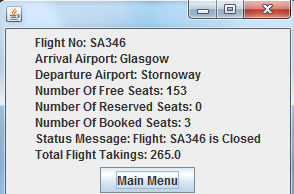 Flight No: SA346
Arrival Airport: Glasgow
Departure Airport: Stornoway
Number Of Free Seats: 153
Number Of Reserved Seats: 0
Number Of Booked Seats: 3
Status Message: Flight: SA346 is Closed
Total Flight Takings: 265.0
Main Menu